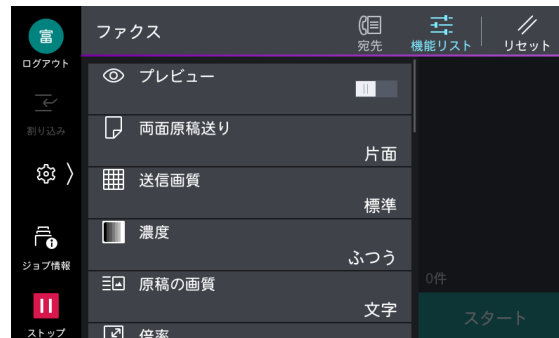 富
ログアウト
割り込み
ジョブ情報
ストップ
ファクス
宛先
機能リスト
リセット
プレビュー
両面原稿送り
片面
送信画質
標準
濃度
ふつう
原稿の画質
文字
倍率
0件
スタート